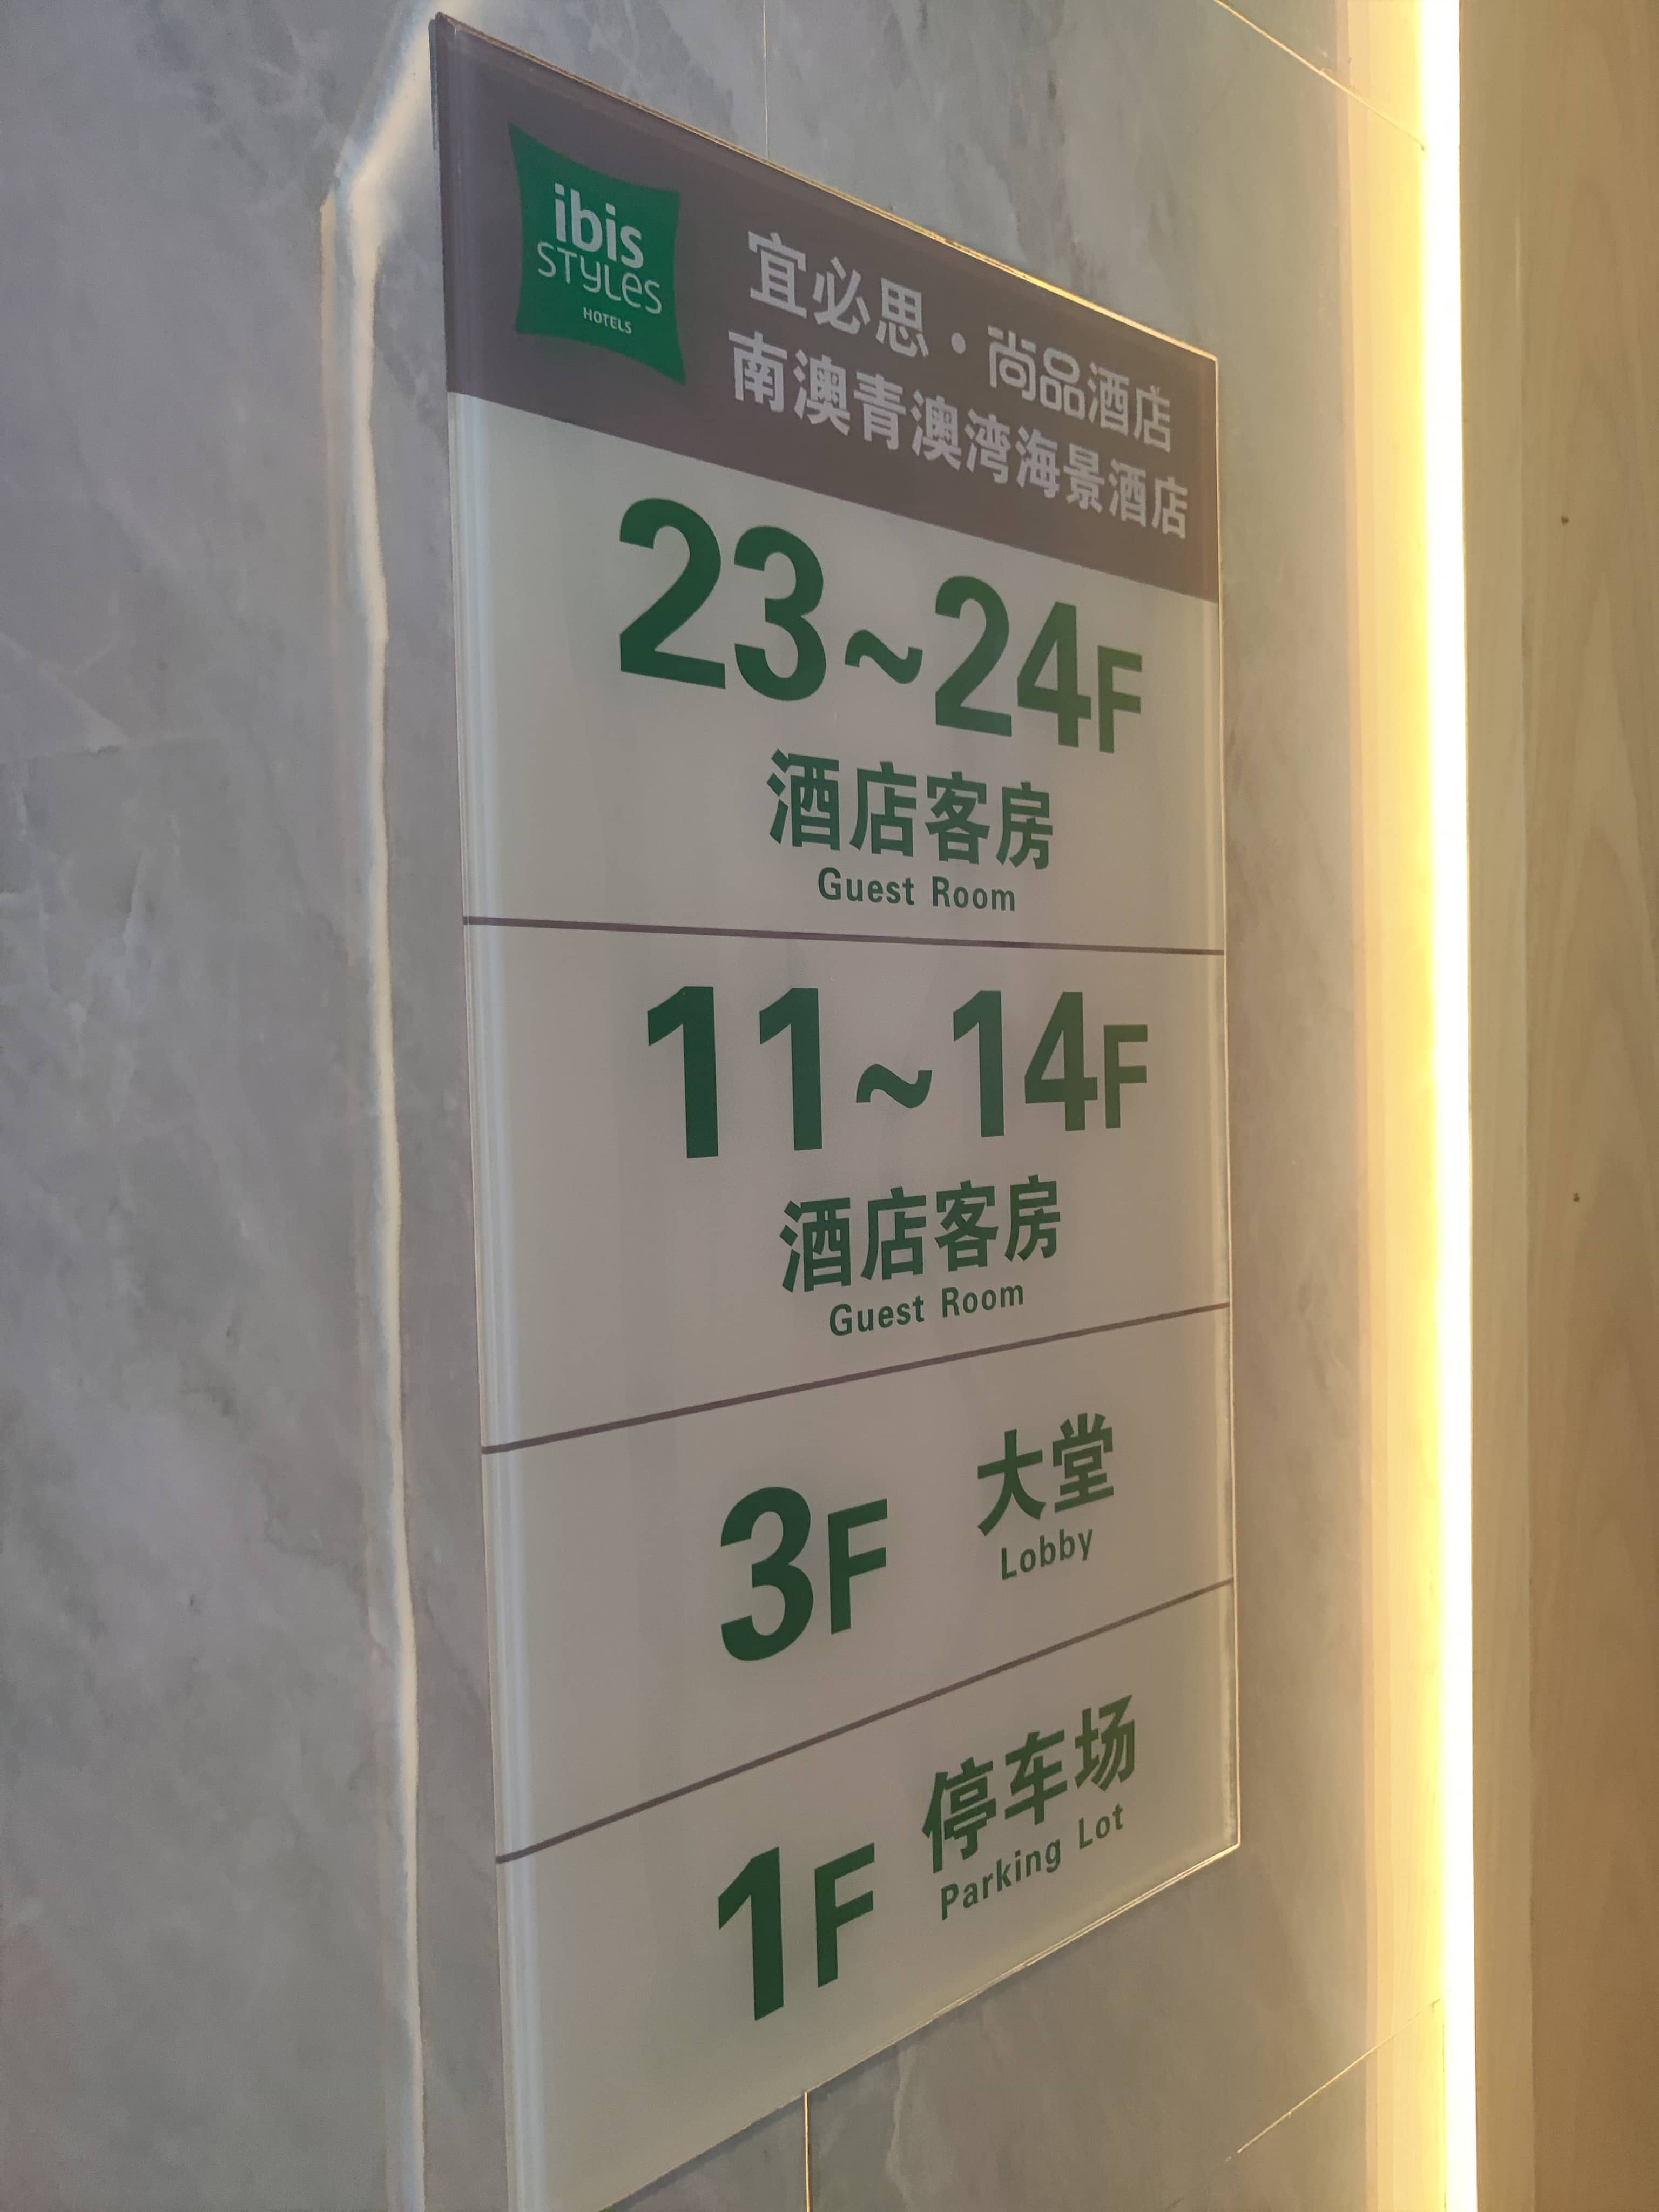 ibis
STYLES
HOTELS
宜必思·尚品酒店
南澳青澳湾海景酒店
23~24F
酒店客房
Guest Room
11~14F
酒店客房
Guest Room
3F
大堂
Lobby
1F
停车场
Parking Lot